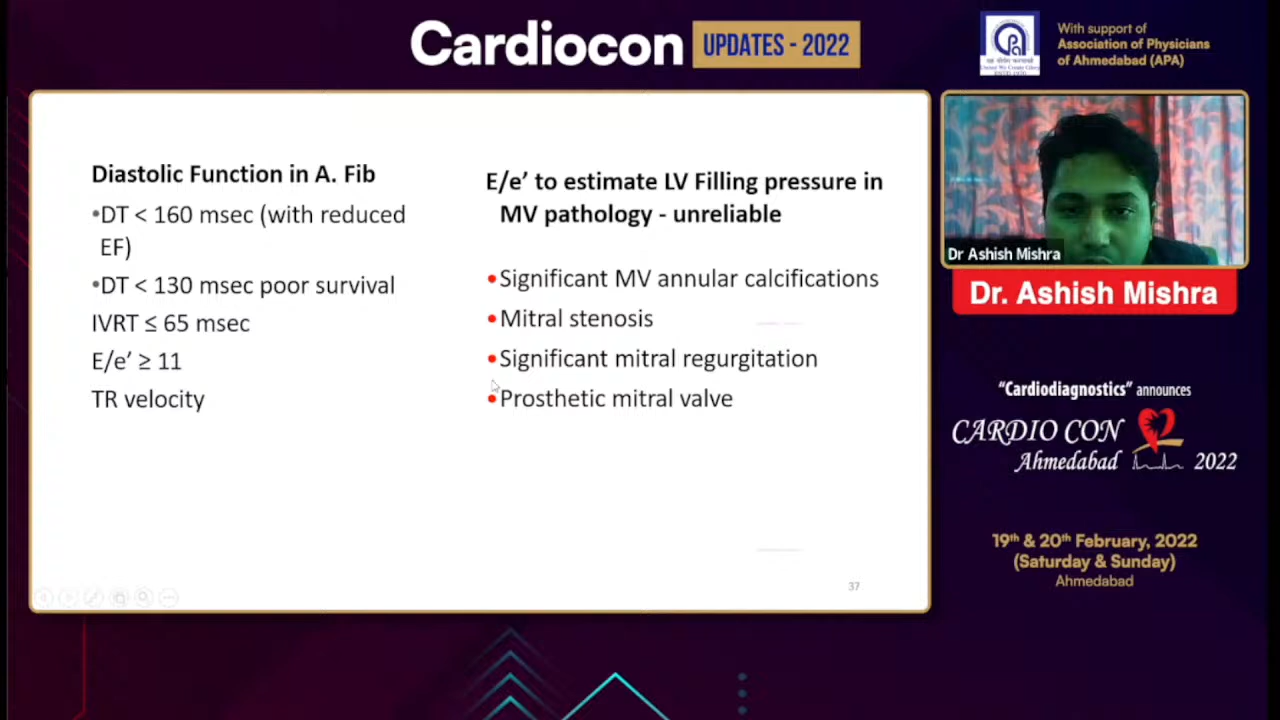 Cardiocon
UPDATES - 2022
With support of
Association of Physicians
of Ahmedabad (APA)
Diastolic Function in A. Fib
•DT < 160 msec (with reduced
EF)
•DT < 130 msec poor survival
IVRT ≤ 65 msec
E/e’ ≥ 11
TR velocity
E/e’ to estimate LV Filling pressure in
MV pathology - unreliable
•Significant MV annular calcifications
•Mitral stenosis
•Significant mitral regurgitation
•Prosthetic mitral valve
37
Dr Ashish Mishra
Dr. Ashish Mishra
“Cardiodiagnostics” announces
CARDIO CON
Ahmedabad 2022
19th & 20th February, 2022
(Saturday & Sunday)
Ahmedabad